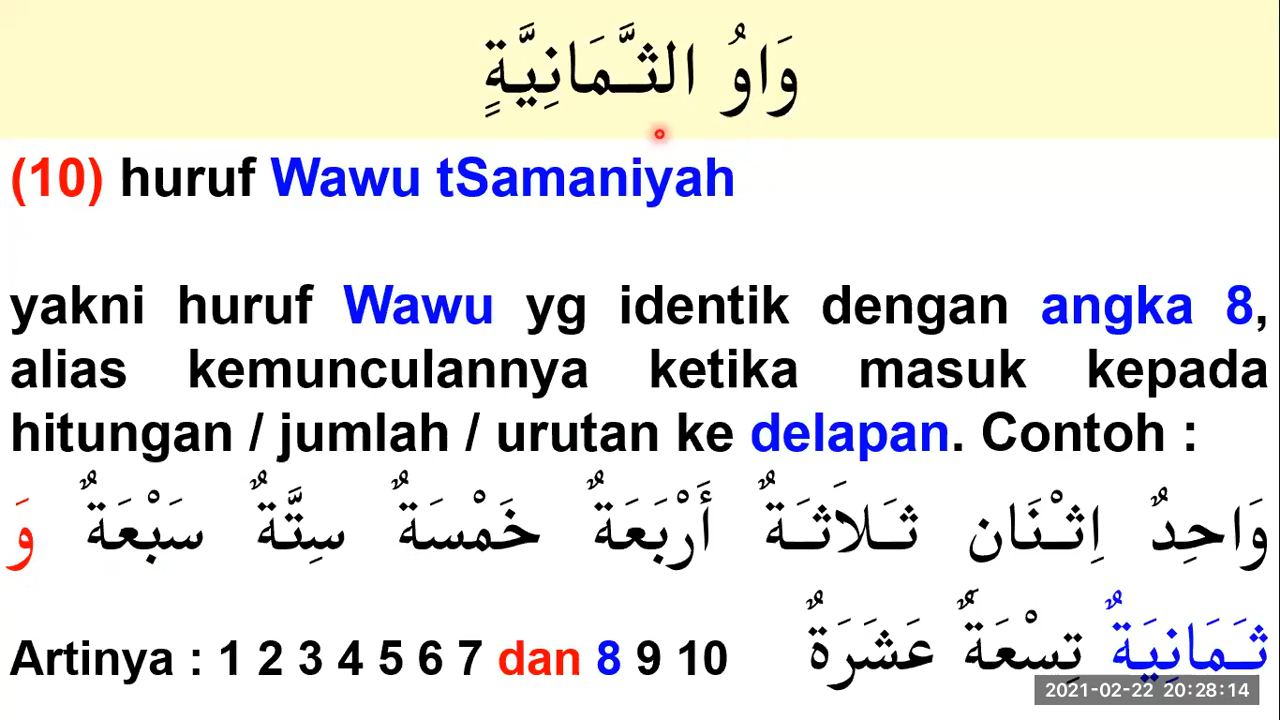 وَاوُ الثَّـمَانِيَّةٍ
(10) huruf Wawu tSamaniyah
yakni huruf Wawu yg identik dengan angka 8,
alias kemunculannya ketika masuk kepada
hitungan / jumlah / urutan ke delapan. Contoh :
وَاحِدٌ اِثْـنَان ثَـلاَثَـةٌ أَرْبَعَةٌ خَمْسَةٌ سِتَّةٌ سَبْعَةٌ وَ
ثَـمَانِيَةٌ تِسْعَةٌ عَشَرَةٌ
Artinya : 1 2 3 4 5 6 7 dan 8 9 10
2021-02-22 20:28:14